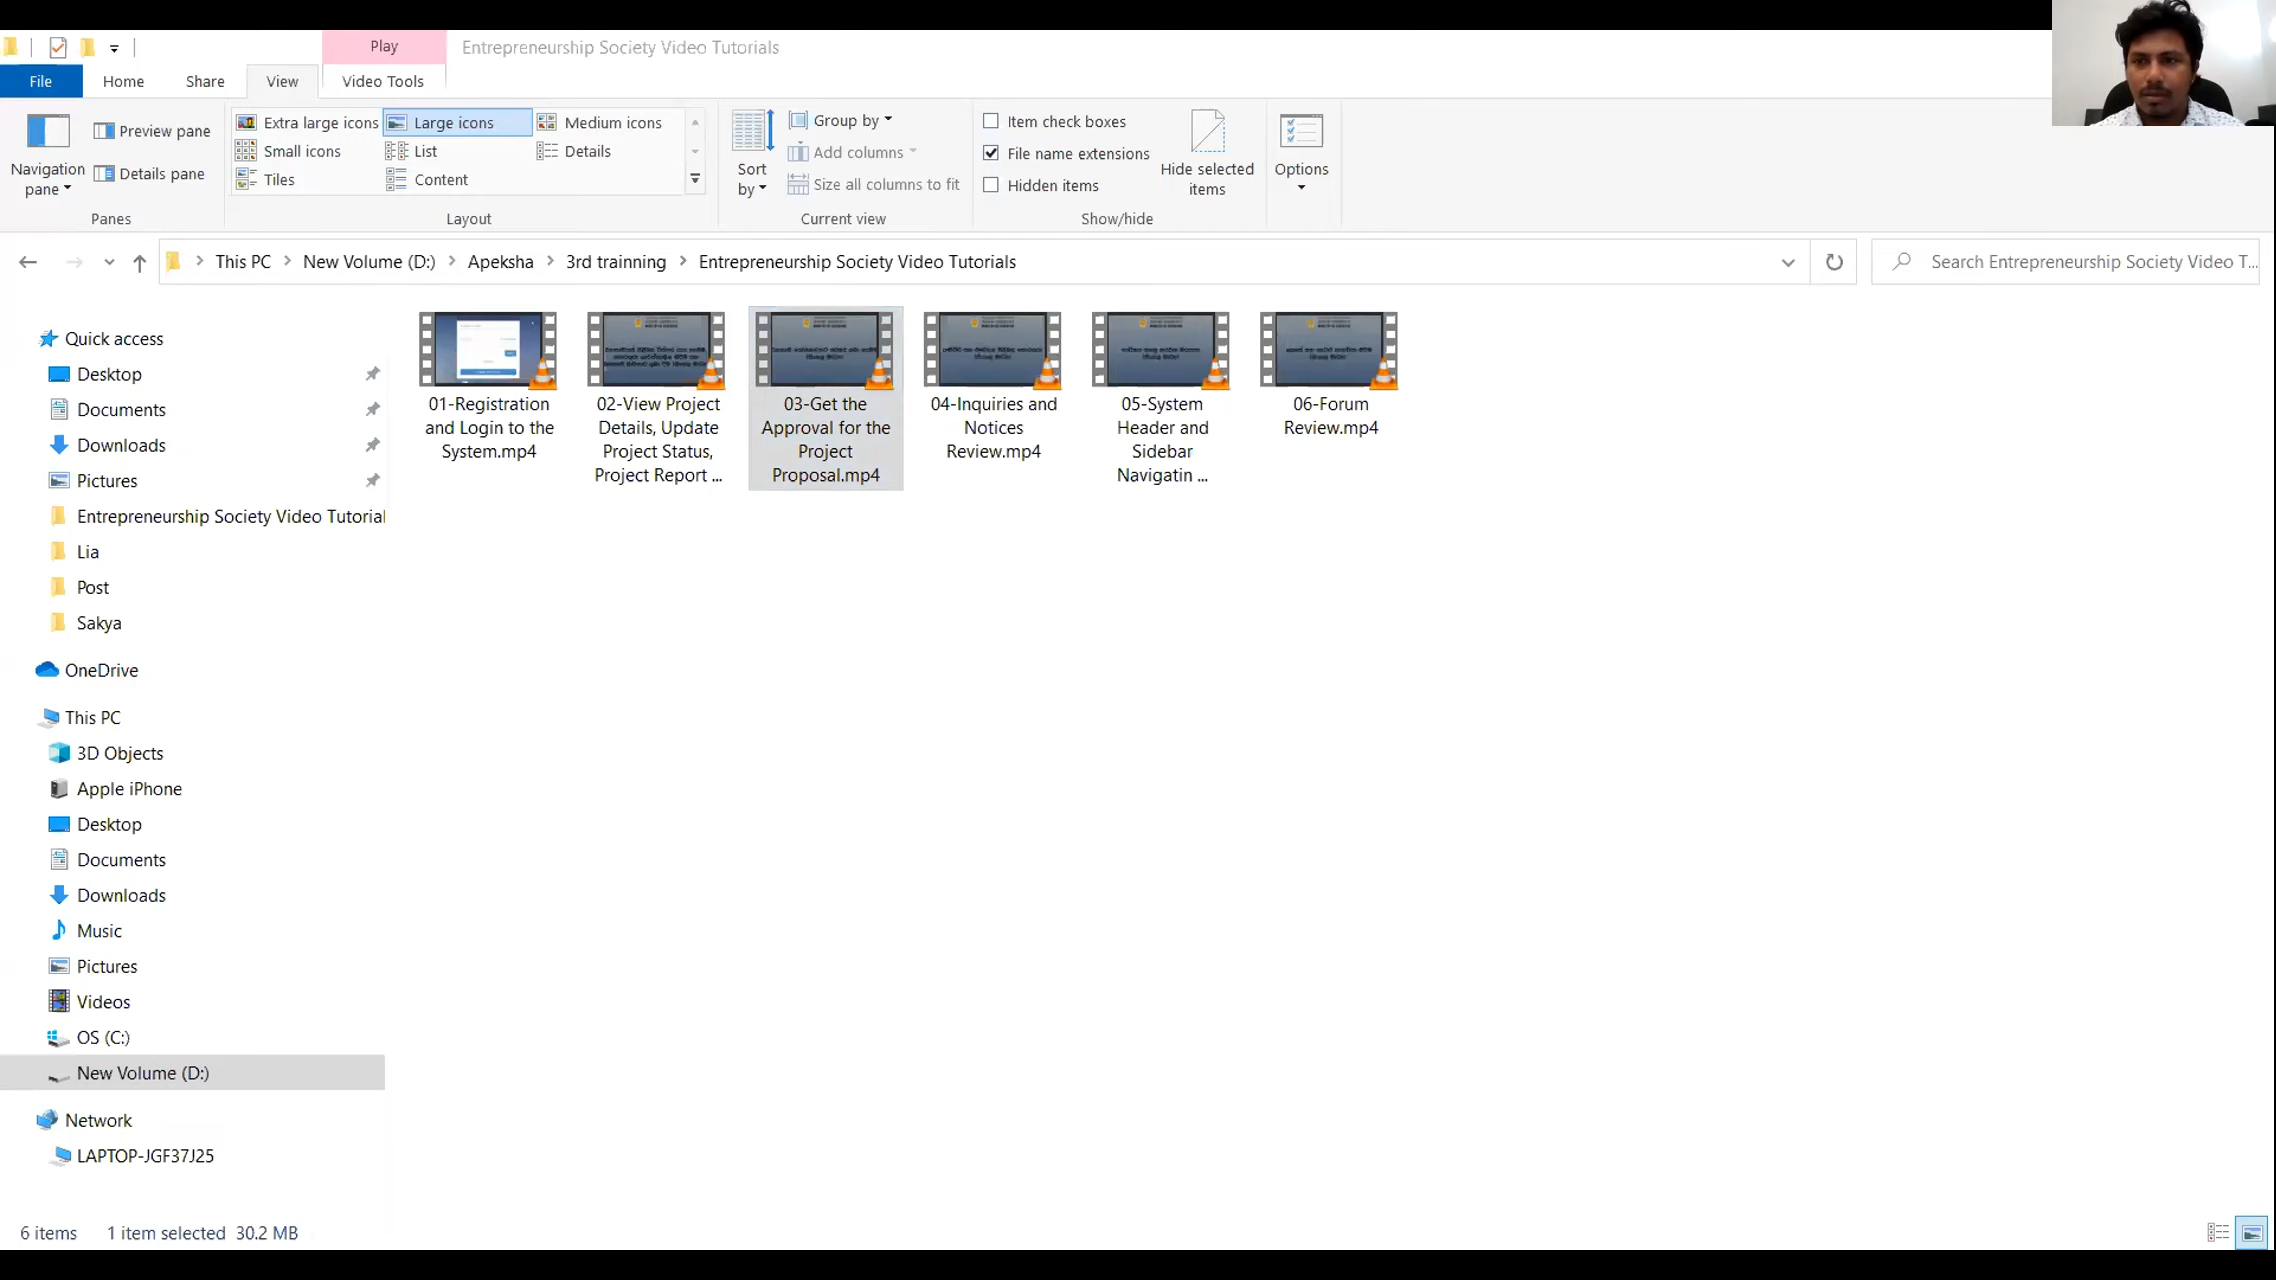 Play
Entrepreneurship Society Video Tutorials
File
Home
Share
View
Video Tools
Navigation
pane
Preview pane
Details pane
Panes
Extra large icons
Large icons
Medium icons
Small icons
List
Details
Tiles
Content
Layout
Sort
by
Group by
Add columns
Size all columns to fit
Current view
Item check boxes
File name extensions
Hidden items
Hide selected
items
Show/hide
Options
This PC
New Volume (D:)
Apeksha
3rd trainning
Entrepreneurship Society Video Tutorials
Search Entrepreneurship Society Video T...
Quick access
Desktop
Documents
Downloads
Pictures
Entrepreneurship Society Video Tutorial
Lia
Post
Sakya
OneDrive
This PC
3D Objects
Apple iPhone
Desktop
Documents
Downloads
Music
Pictures
Videos
OS (C:)
New Volume (D:)
Network
LAPTOP-JGF37J25
01-Registration
and Login to the
System.mp4
02-View Project
Details, Update
Project Status,
Project Report ...
03-Get the
Approval for the
Project
Proposal.mp4
04-Inquiries and
Notices
Review.mp4
05-System
Header and
Sidebar
Navigatin ...
06-Forum
Review.mp4
6 items
1 item selected
30.2 MB